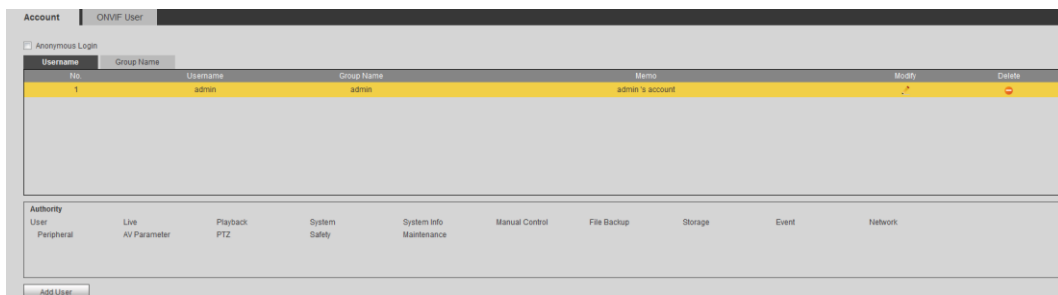 Account ONVIF User
Anonymous Login
Username Group Name
No. Username Group Name Memo Modify Delete
1 admin admin admin 's account
Authority
User Live Playback System System Info Manual Control File Backup Storage Event Network
Peripheral AV Parameter PTZ Safety Maintenance
Add User